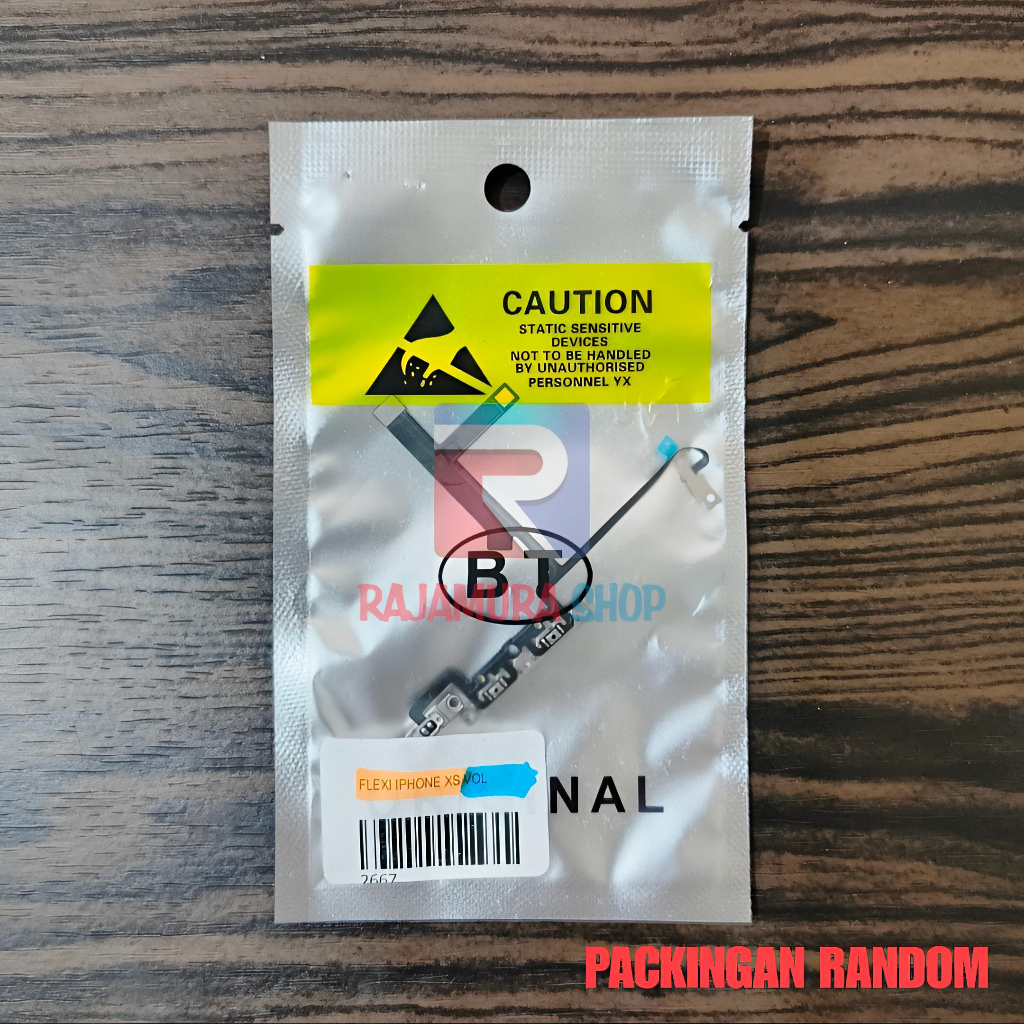 CAUTION
STATIC SENSITIVE
DEVICES
NOT TO BE HANDLED
BY UNAUTHORISED
PERSONNEL YX
R
BT
RAJAMURA SHOP
FLEXI IPHONE XS VOL
NAL
2667
PACKINGAN RANDOM